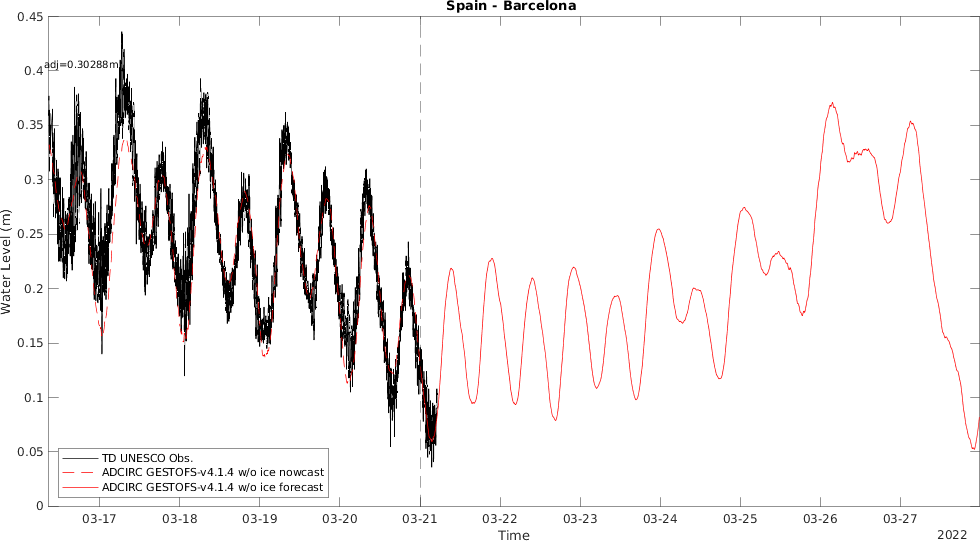 Spain - Barcelona
0.45
0.4
0.35
0.3
0.25
0.2
0.15
0.1
0.05
0
Water Level (m)
adj=0.30288m
TD UNESCO Obs.
ADCIRC GESTOFS-v4.1.4 w/o ice nowcast
ADCIRC GESTOFS-v4.1.4 w/o ice forecast
03-17 03-18 03-19 03-20 03-21 03-22 03-23 03-24 03-25 03-26 03-27
Time
2022